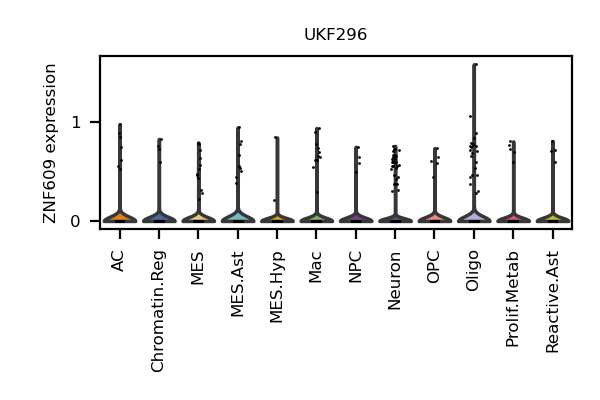 UKF296
ZNF609 expression
1
0
AC
Chromatin.Reg
MES
MES.Ast
MES.Hyp
Mac
NPC
Neuron
OPC
Oligo
Prolif.Metab
Reactive.Ast